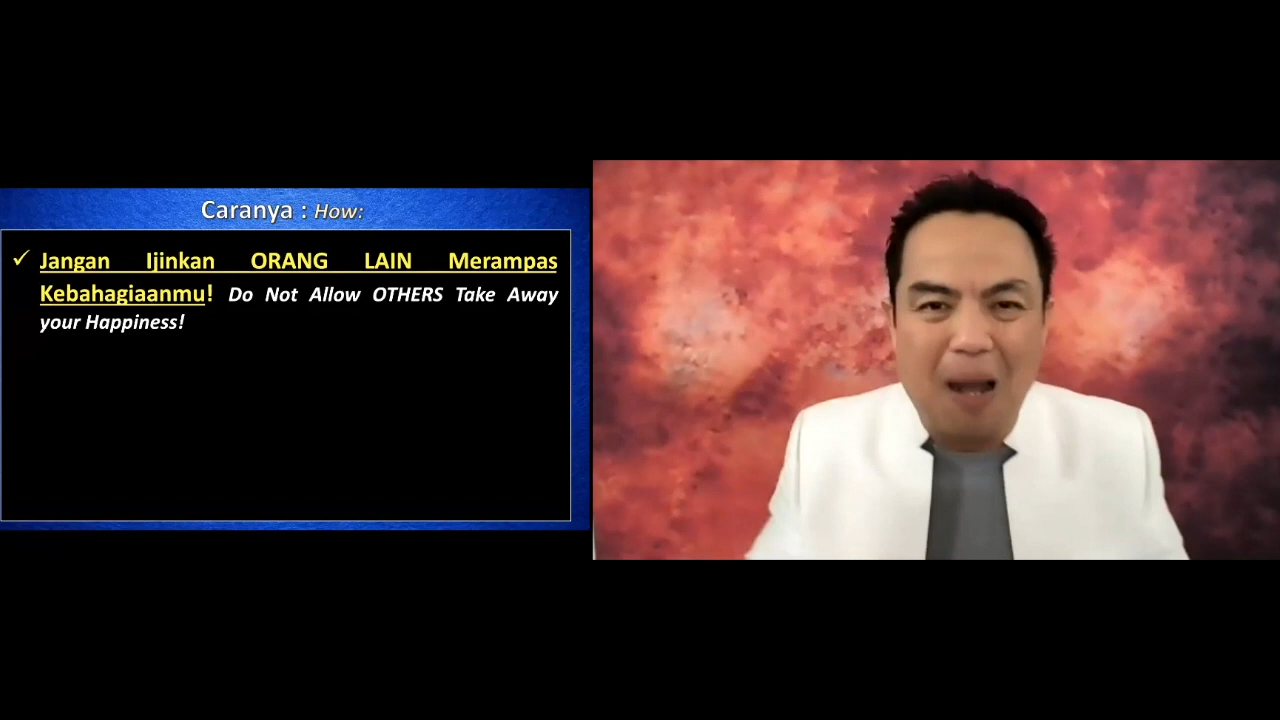 Caranya : How:
✓ Jangan Ijinkan ORANG LAIN Merampas
Kebahagiaanmu! Do Not Allow OTHERS Take Away
your Happiness!